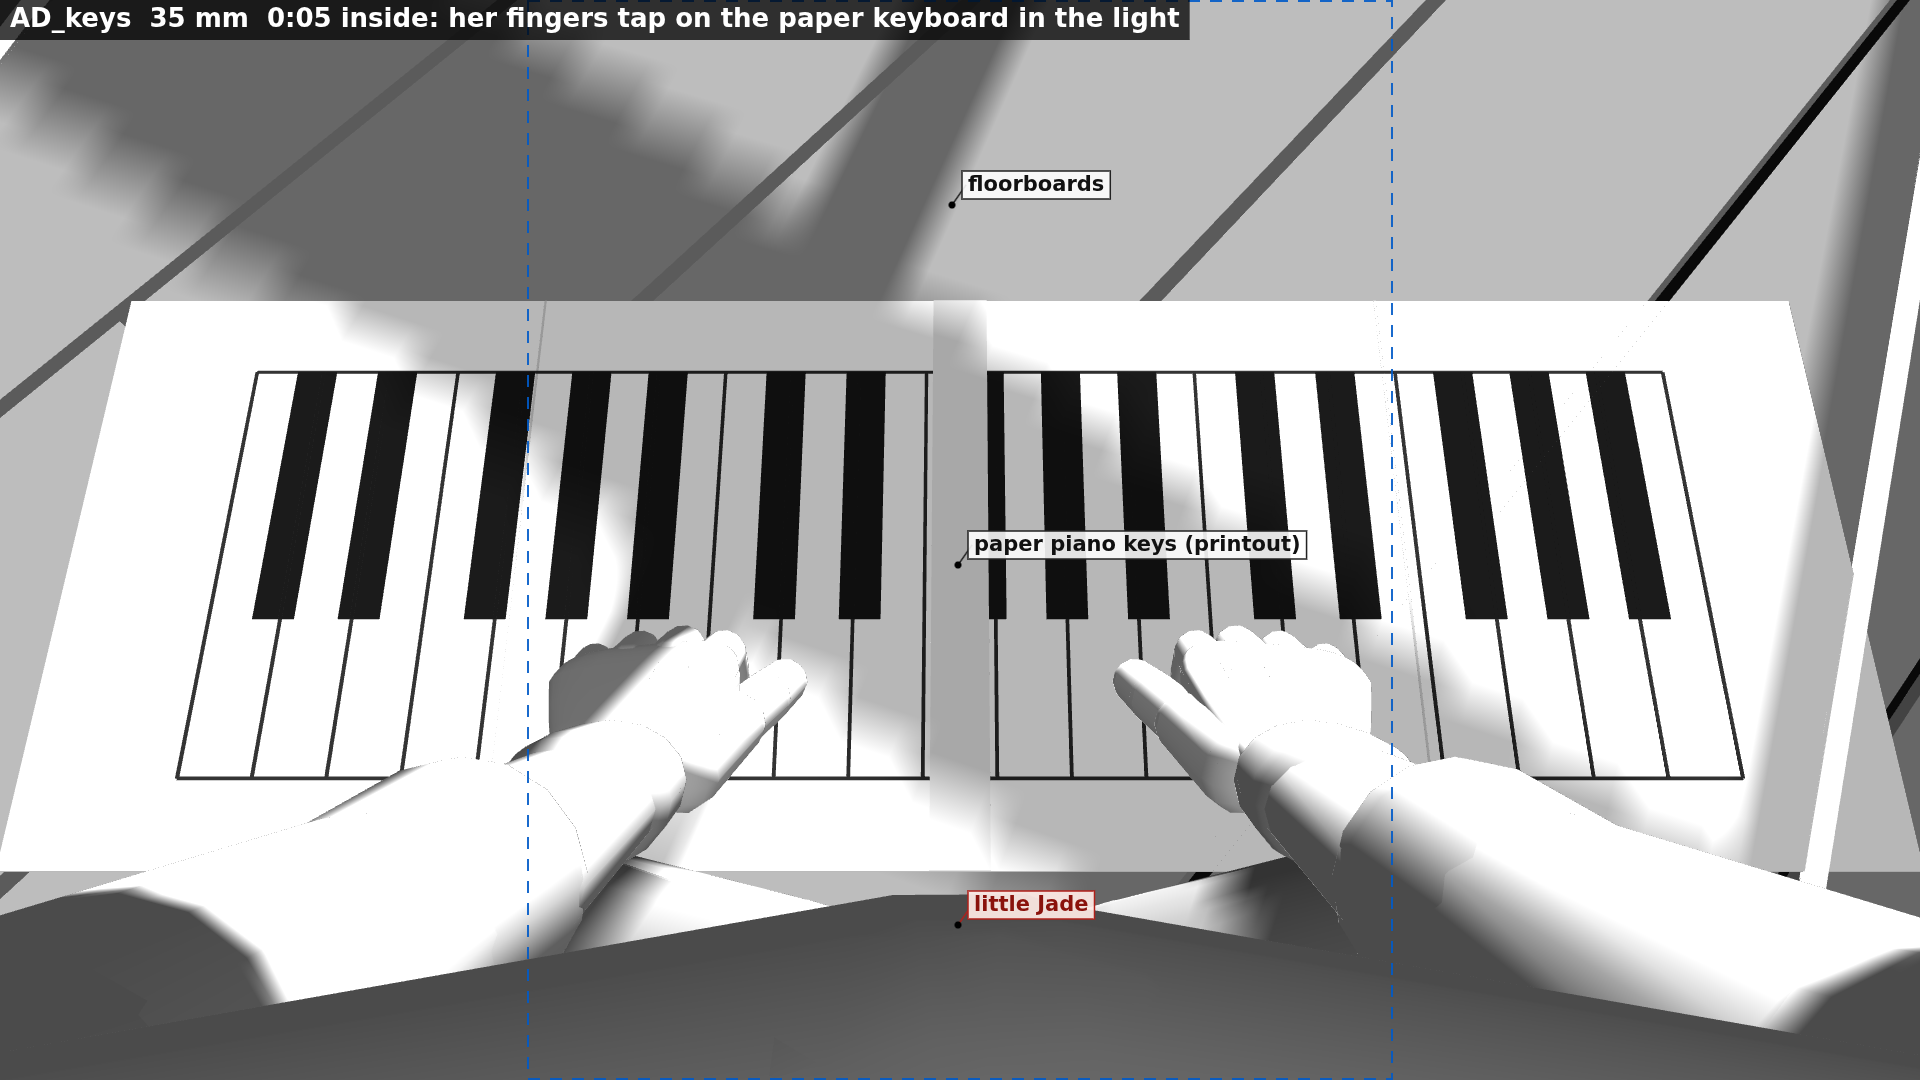 AD_keys  35 mm  0:05 inside: her fingers tap on the paper keyboard in the light
floorboards
paper piano keys (printout)
little Jade